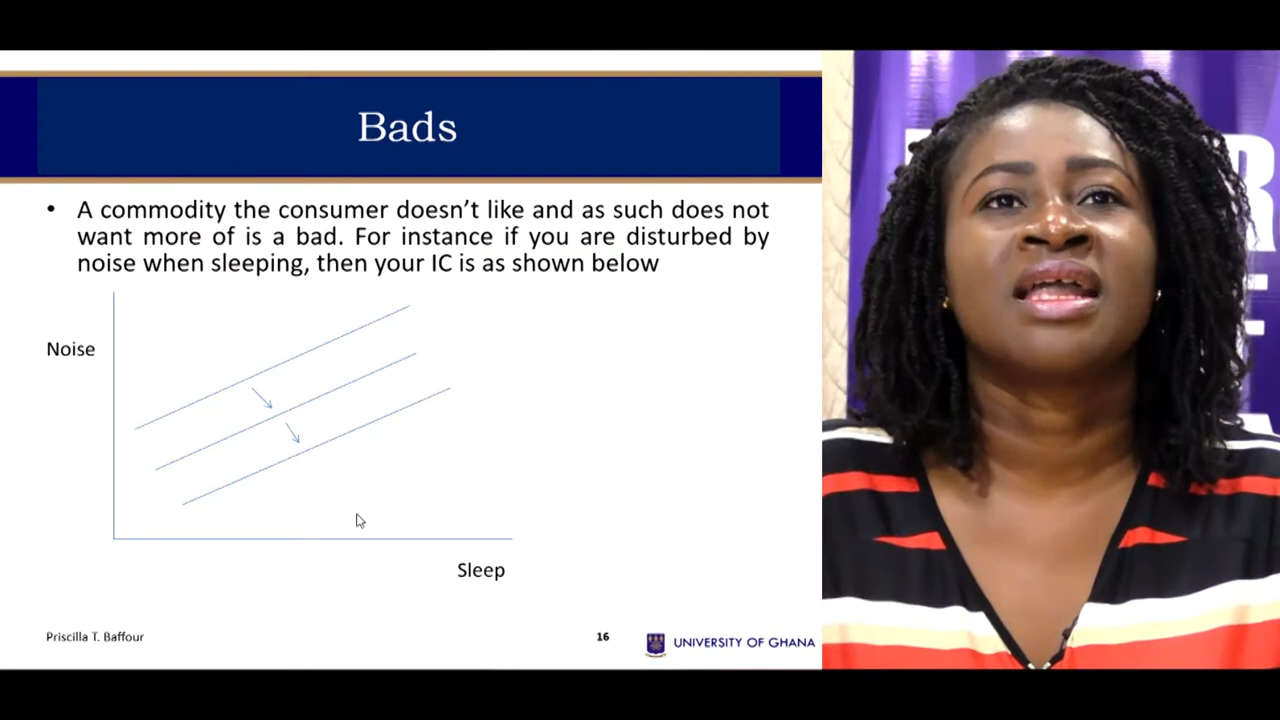 Bads
• A commodity the consumer doesn't like and as such does not
want more of is a bad. For instance if you are disturbed by
noise when sleeping, then your IC is as shown below
Noise
Sleep
Priscilla T. Baffour
16
UNIVERSITY OF GHANA